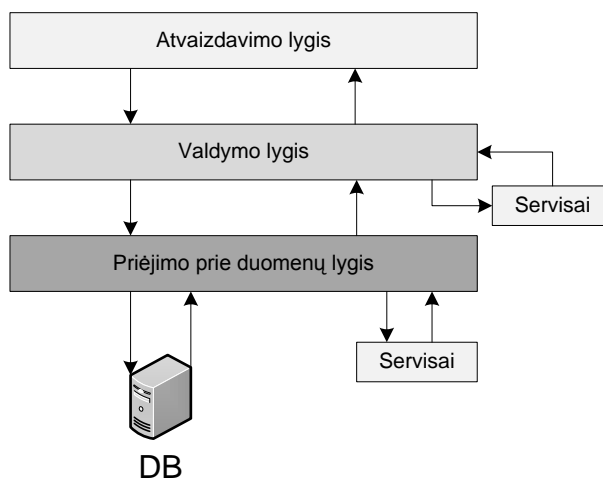 Atvaizdavimo lygis
Valdymo lygis
Servisai
Priėjimo prie duomenų lygis
Servisai
DB